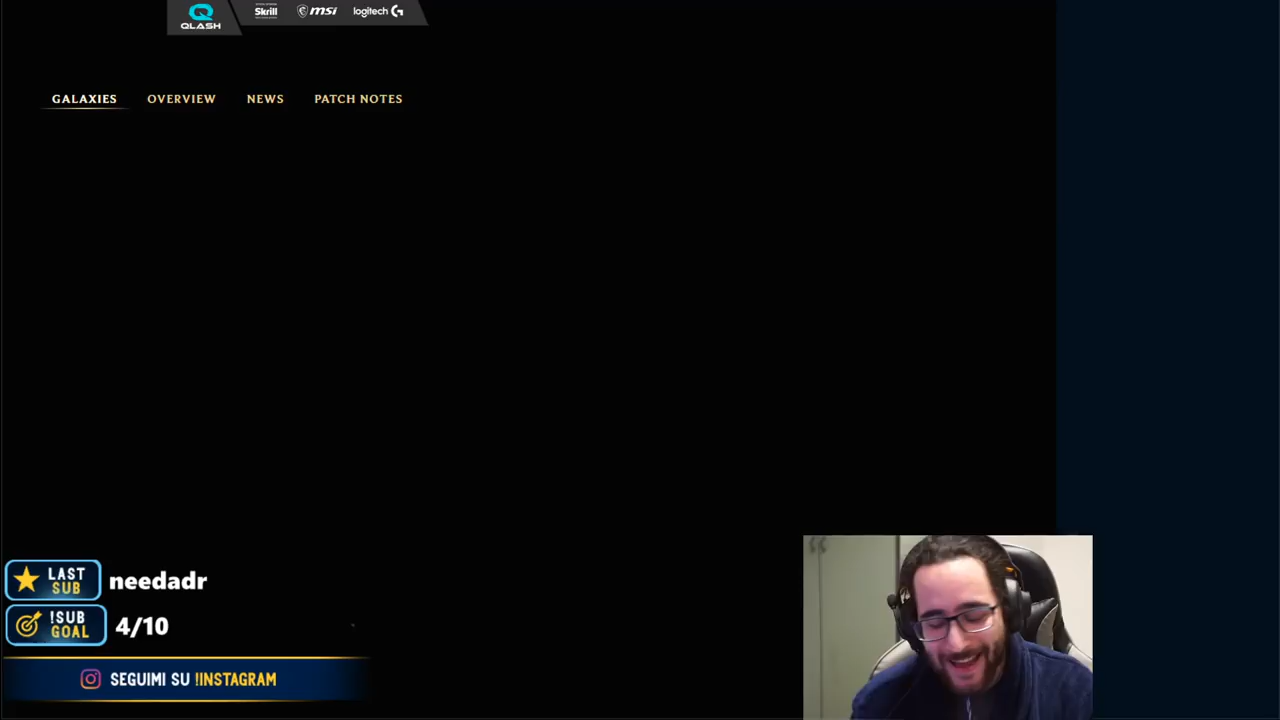 QLASH
Skrill msi logitech G
GALAXIES OVERVIEW NEWS PATCH NOTES
LAST SUB needadr
!SUB GOAL 4/10
SEGUIMI SU !INSTAGRAM